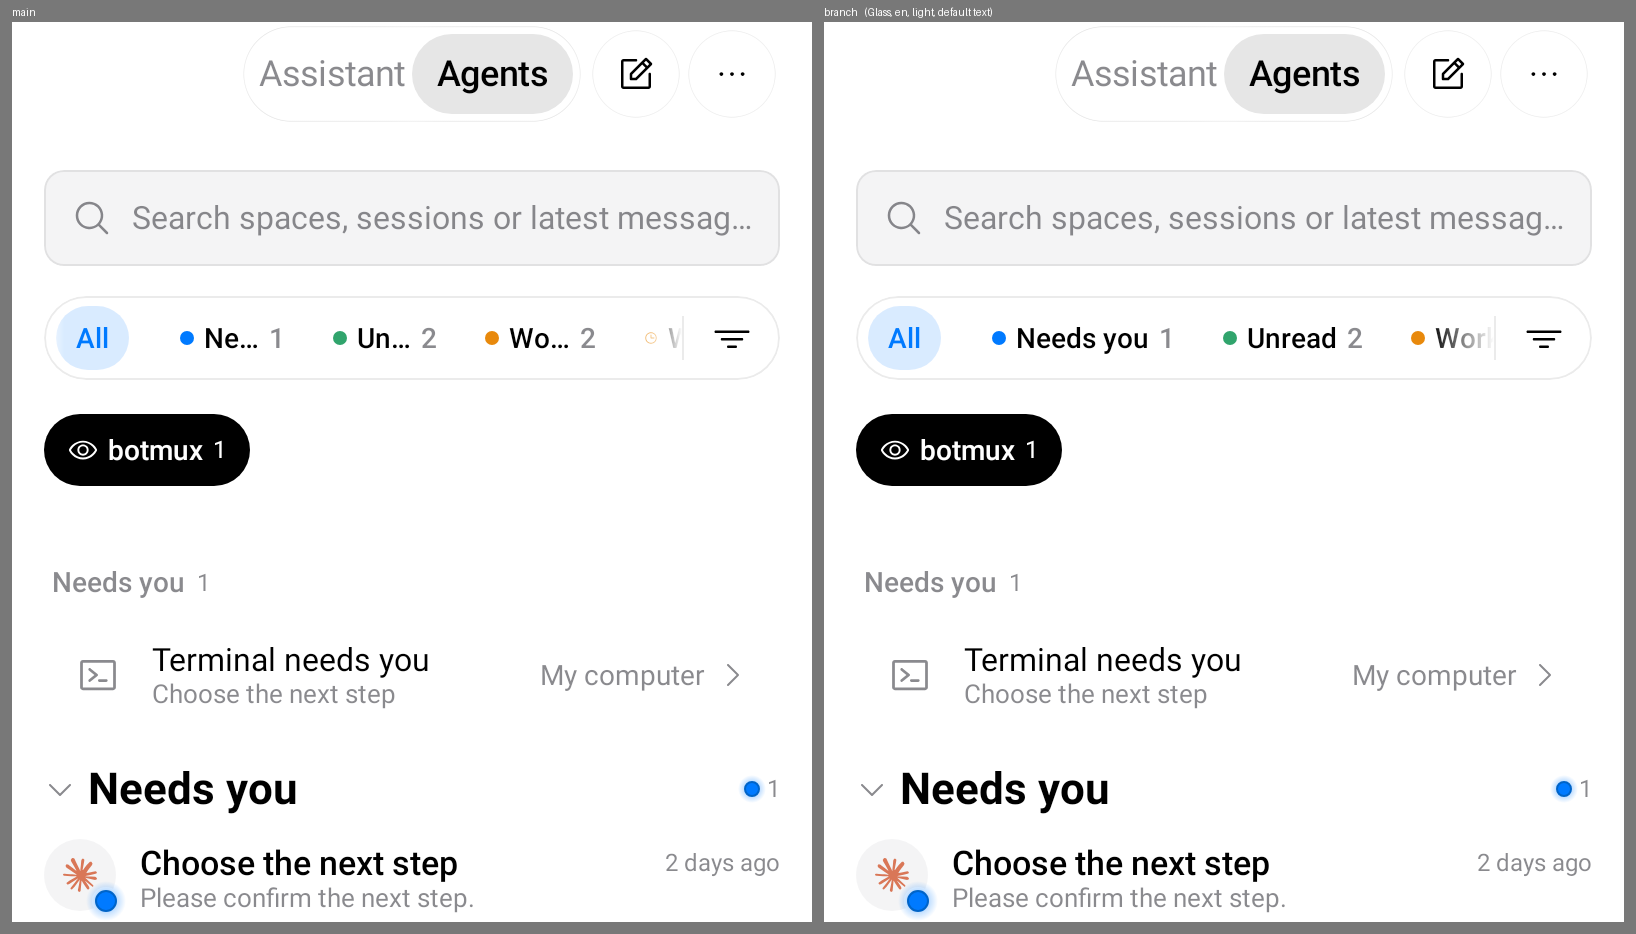 main
branch (Glass, en, light, default text)
Assistant Agents
Search spaces, sessions or latest messag...
All Ne... 1 Un... 2 Wo... 2 W
botmux 1
Needs you 1
Terminal needs you
Choose the next step
My computer
Needs you 1
Choose the next step
2 days ago
Please confirm the next step.
Assistant Agents
Search spaces, sessions or latest messag...
All Needs you 1 Unread 2 Wor
botmux 1
Needs you 1
Terminal needs you
Choose the next step
My computer
Needs you 1
Choose the next step
2 days ago
Please confirm the next step.